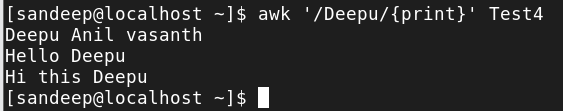 [sandeep@localhost ~]$ awk '/Deepu/{print}' Test4
Deepu Anil vasanth
Hello Deepu
Hi this Deepu
[sandeep@localhost ~]$